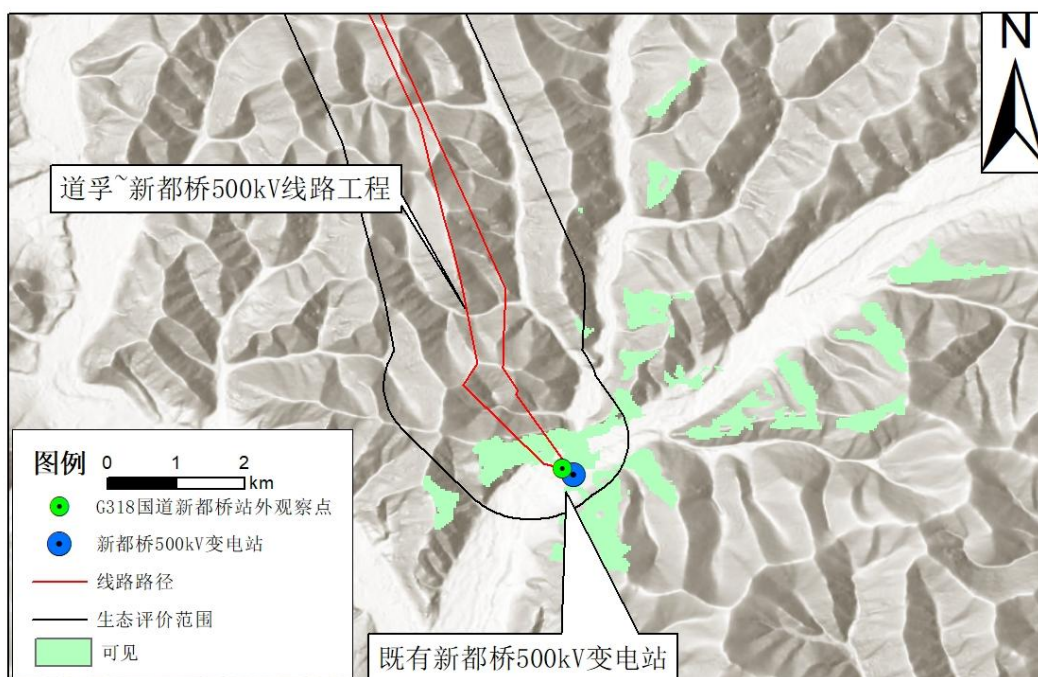 N
道孚~新都桥500kV线路工程
图例
0 1 2
km
G318国道新都桥站外观察点
新都桥500kV变电站
线路路径
生态评价范围
可见
既有新都桥500kV变电站